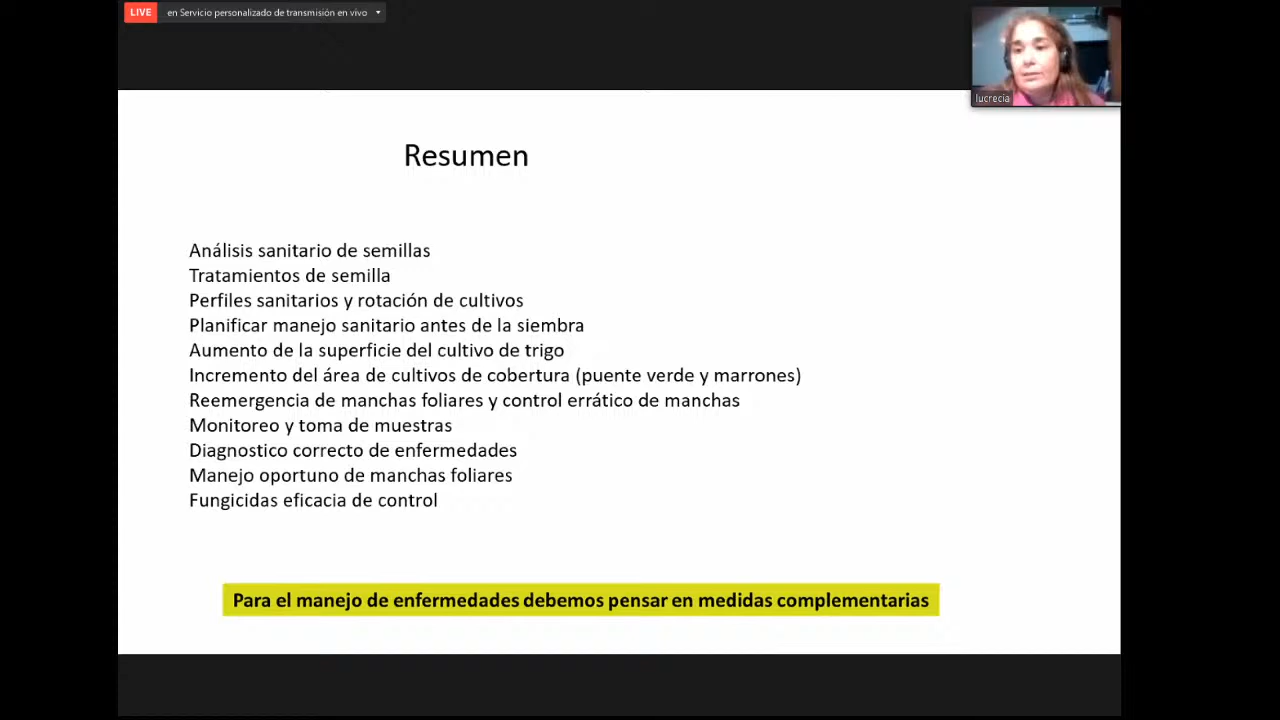 LIVE en Servicio personalizado de transmisión en vivo
lucrecia
Resumen
Análisis sanitario de semillas
Tratamientos de semilla
Perfiles sanitarios y rotación de cultivos
Planificar manejo sanitario antes de la siembra
Aumento de la superficie del cultivo de trigo
Incremento del área de cultivos de cobertura (puente verde y marrones)
Reemergencia de manchas foliares y control errático de manchas
Monitoreo y toma de muestras
Diagnostico correcto de enfermedades
Manejo oportuno de manchas foliares
Fungicidas eficacia de control
Para el manejo de enfermedades debemos pensar en medidas complementarias